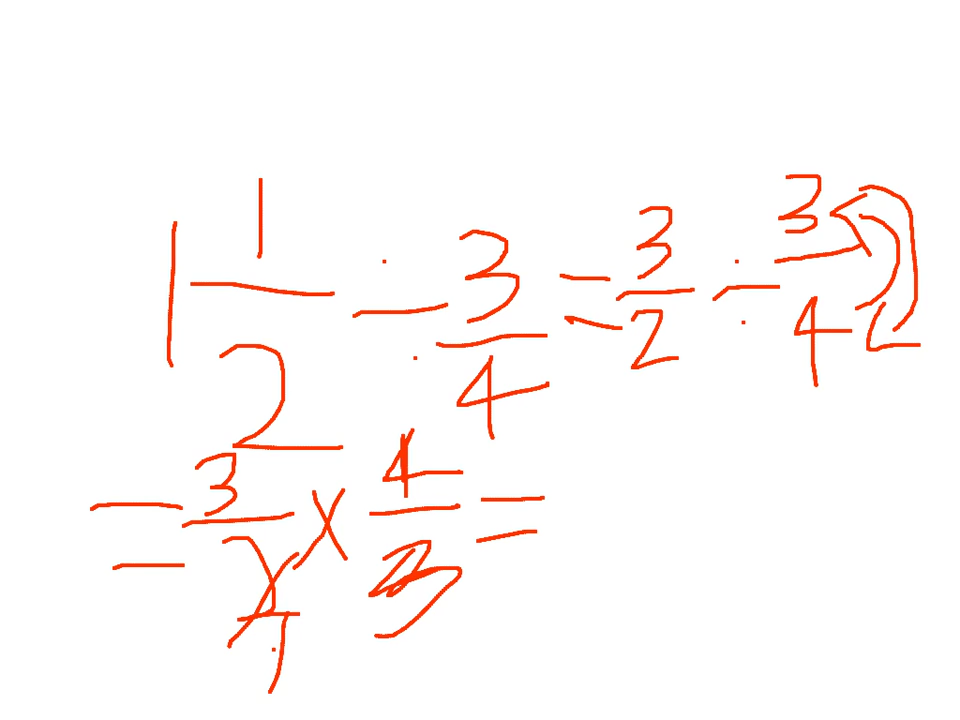 1 1/2 ÷ 3/4 = 3/2 ÷ 3/4
= 3/2 × 4/3 =